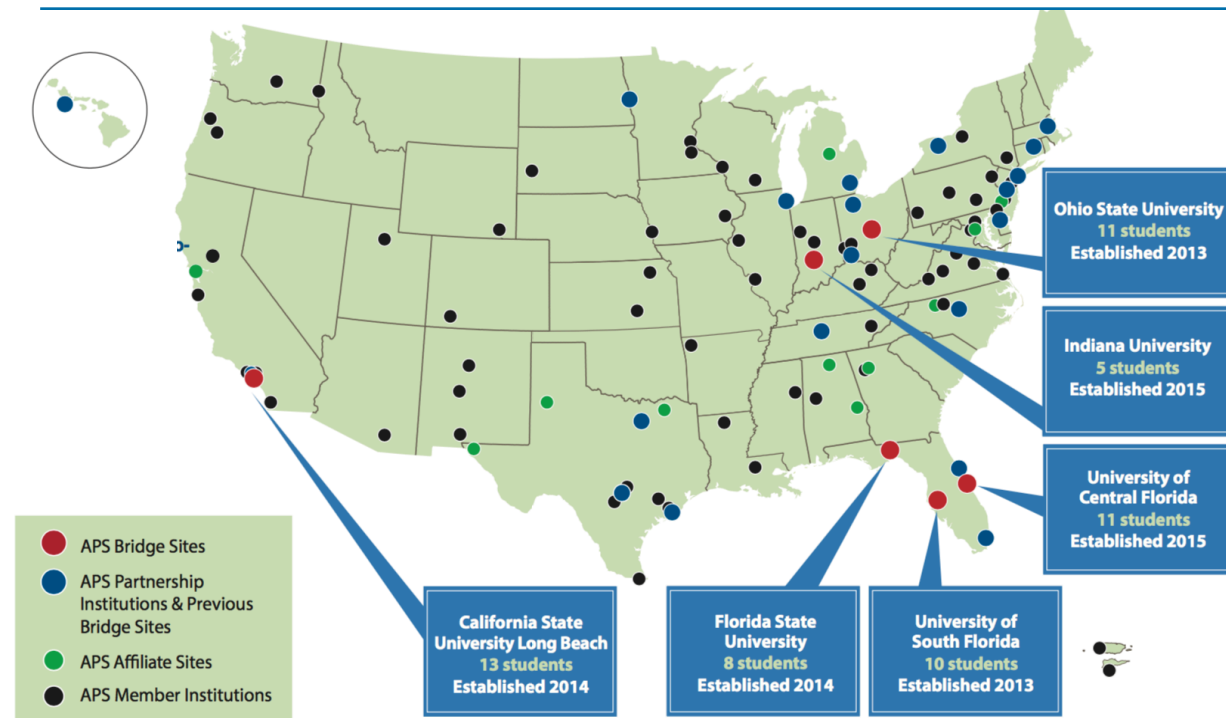 o-
Ohio State University
11 students
Established 2013
Indiana University
5 students
Established 2015
University of
Central Florida
11 students
Established 2015
APS Bridge Sites
APS Partnership
Institutions & Previous
Bridge Sites
APS Affiliate Sites
APS Member Institutions
California State
University Long Beach
13 students
Established 2014
Florida State
University
8 students
Established 2014
University of
South Florida
10 students
Established 2013